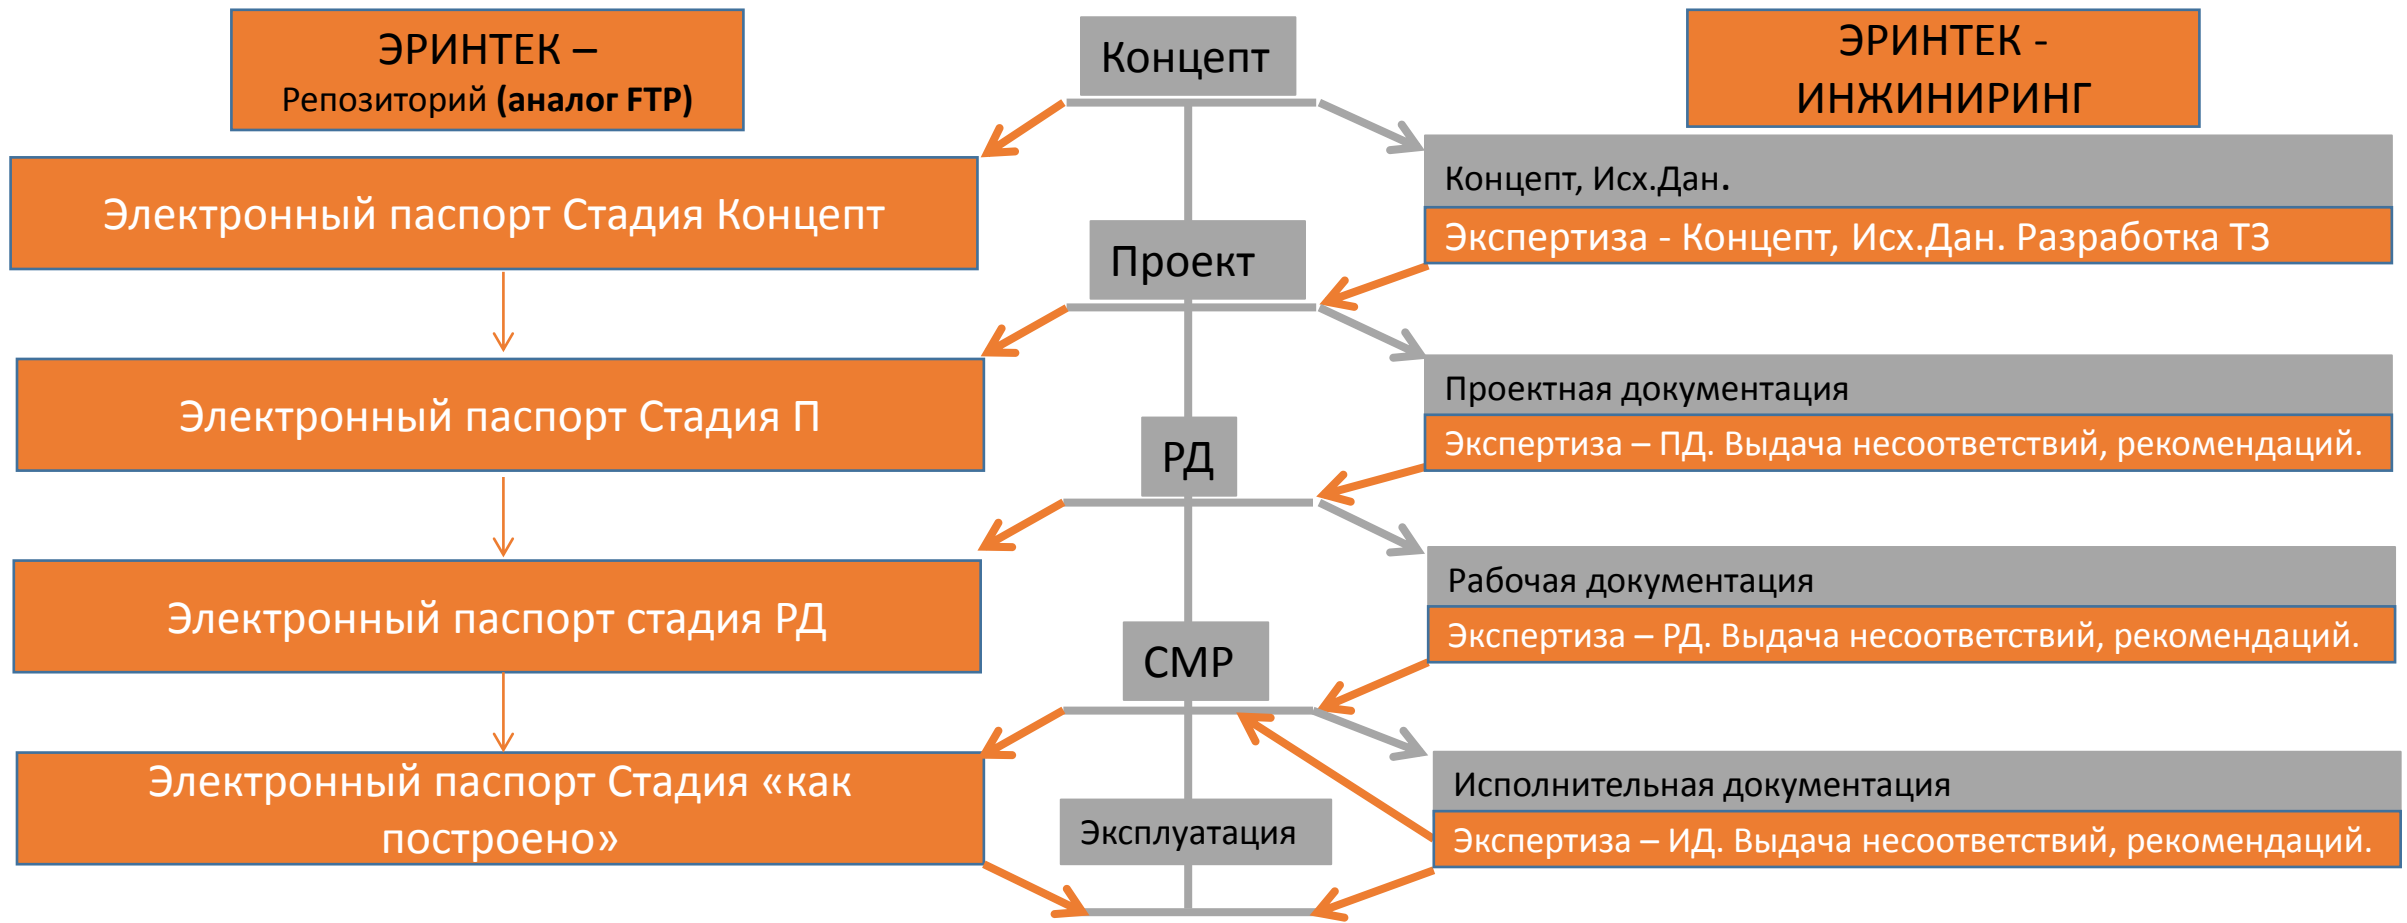 ЭРИНТЕК –
Репозиторий (аналог FTP)
Концепт
ЭРИНТЕК -
ИНЖИНИРИНГ
Электронный паспорт Стадия Концепт
Концепт, Исх.Дан.
Экспертиза - Концепт, Исх.Дан. Разработка ТЗ
Проект
Электронный паспорт Стадия П
Проектная документация
Экспертиза – ПД. Выдача несоответствий, рекомендаций.
РД
Электронный паспорт стадия РД
Рабочая документация
Экспертиза – РД. Выдача несоответствий, рекомендаций.
СМР
Электронный паспорт Стадия «как
построено»
Исполнительная документация
Экспертиза – ИД. Выдача несоответствий, рекомендаций.
Эксплуатация